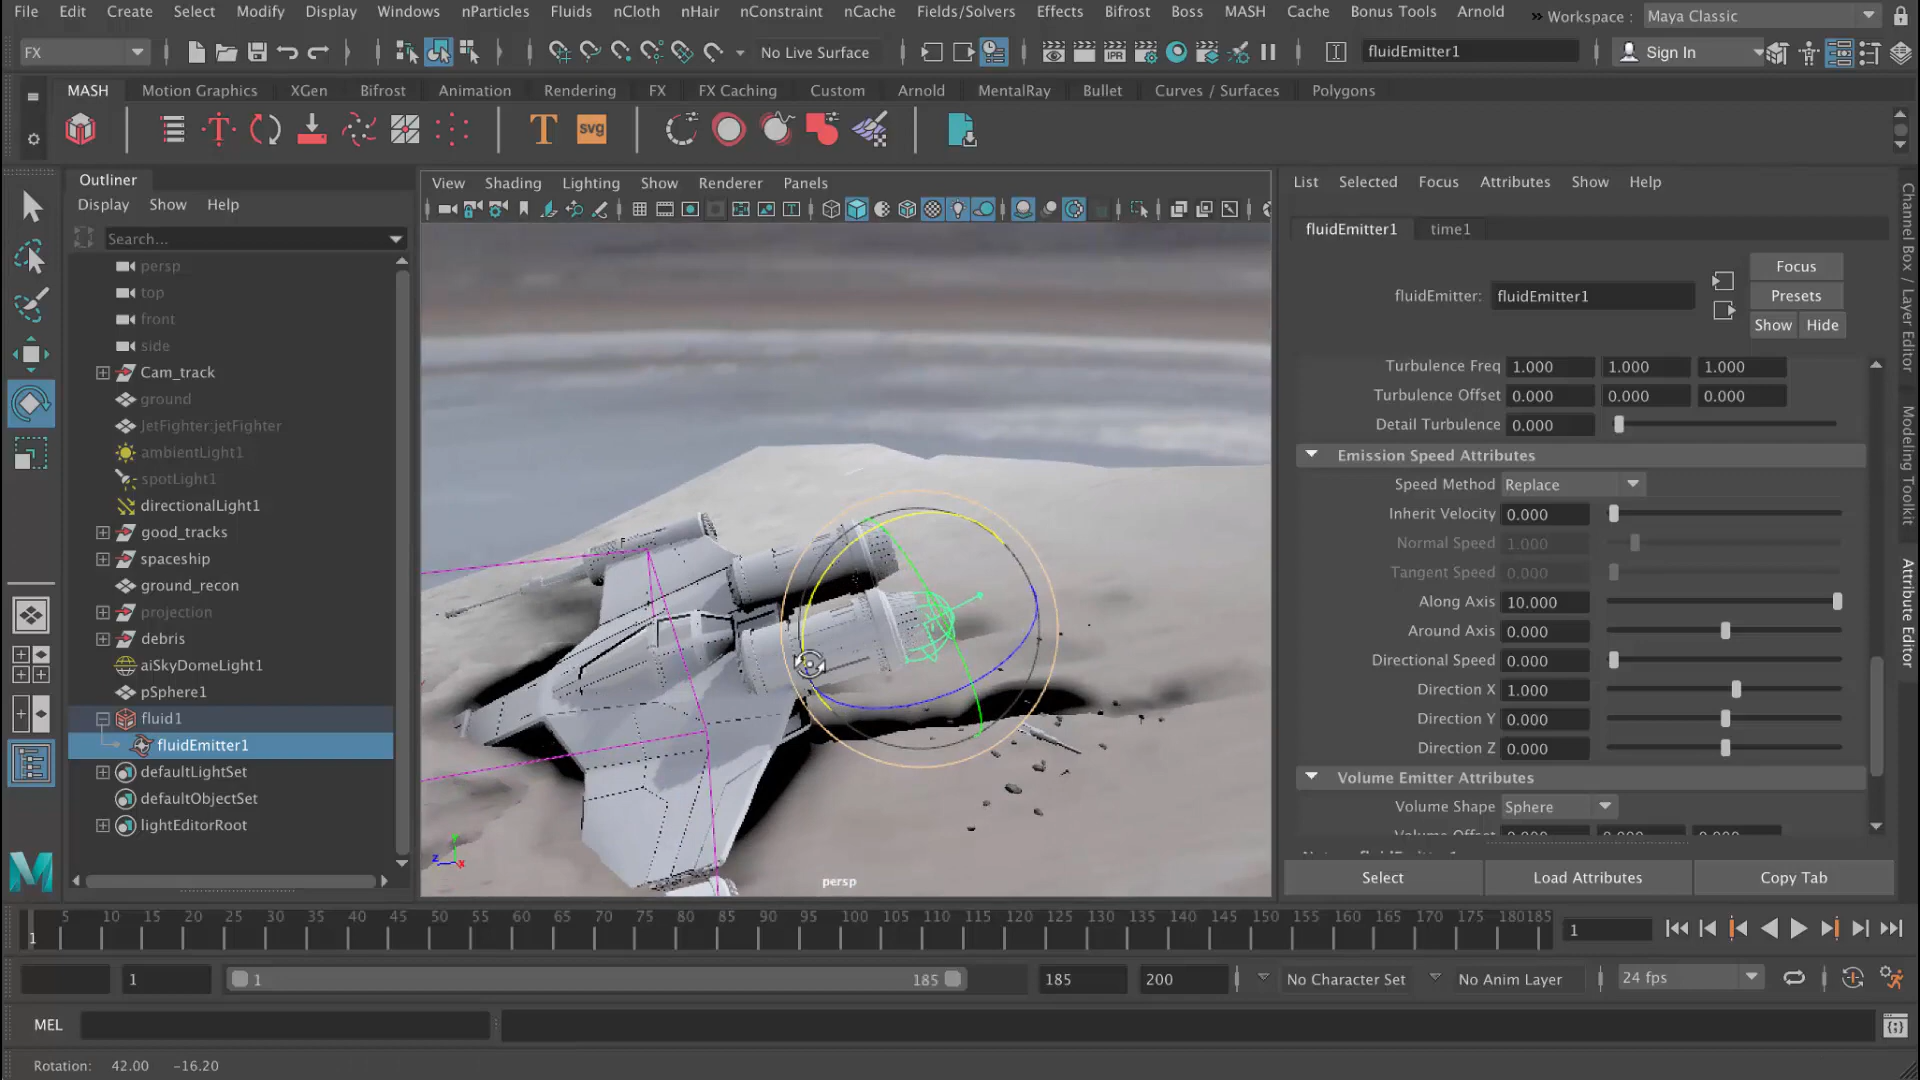 File Edit Create Select Modify Display Windows nParticles Fluids nCloth nHair nConstraint nCache Fields/Solvers Effects Bifrost Boss MASH Cache Bonus Tools Arnold » Workspace : Maya Classic
FX No Live Surface fluidEmitter1 Sign In
MASH Motion Graphics XGen Bifrost Animation Rendering FX FX Caching Custom Arnold MentalRay Bullet Curves / Surfaces Polygons
T svg
Outliner
Display Show Help
Search...
persp
top
front
side
Cam_track
ground
JetFighter:jetFighter
ambientLight1
spotLight1
directionalLight1
good_tracks
spaceship
ground_recon
projection
debris
aiSkyDomeLight1
pSphere1
fluid1
fluidEmitter1
defaultLightSet
defaultObjectSet
lightEditorRoot
View Shading Lighting Show Renderer Panels
persp
List Selected Focus Attributes Show Help
fluidEmitter1 time1
Focus
fluidEmitter: fluidEmitter1 Presets
Show Hide
Turbulence Freq 1.000 1.000 1.000
Turbulence Offset 0.000 0.000 0.000
Detail Turbulence 0.000
Emission Speed Attributes
Speed Method Replace
Inherit Velocity 0.000
Normal Speed 1.000
Tangent Speed 0.000
Along Axis 10.000
Around Axis 0.000
Directional Speed 0.000
Direction X 1.000
Direction Y 0.000
Direction Z 0.000
Volume Emitter Attributes
Volume Shape Sphere
Volume Offset 0.000 0.000 0.000
Select Load Attributes Copy Tab
Channel Box / Layer Editor
Modeling Toolkit
Attribute Editor
5 10 15 20 25 30 35 40 45 50 55 60 65 70 75 80 85 90 95 100 105 110 115 120 125 130 135 140 145 150 155 160 165 170 175 180 185
1 1
1 1 185 185 200 No Character Set No Anim Layer 24 fps
MEL
Rotation: 42.00 -16.20